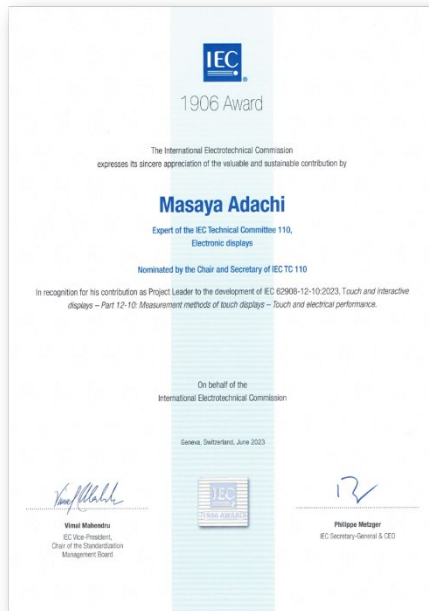 IEC
®
1906 Award
The International Electrotechnical Commission
expresses its sincere appreciation of the valuable and sustainable contribution by
Masaya Adachi
Expert of the IEC Technical Committee 110,
Electronic displays
Nominated by the Chair and Secretary of IEC TC 110
In recognition for his contribution as Project Leader to the development of IEC 62908-12-10:2023, Touch and interactive
displays – Part 12-10: Measurement methods of touch displays – Touch and electrical performance.
On behalf of the
International Electrotechnical Commission
Geneva, Switzerland, June 2023
IEC
1906 AWARD
Vimal Mahendru
IEC Vice-President,
Chair of the Standardization
Management Board
Philippe Metzger
IEC Secretary-General & CEO